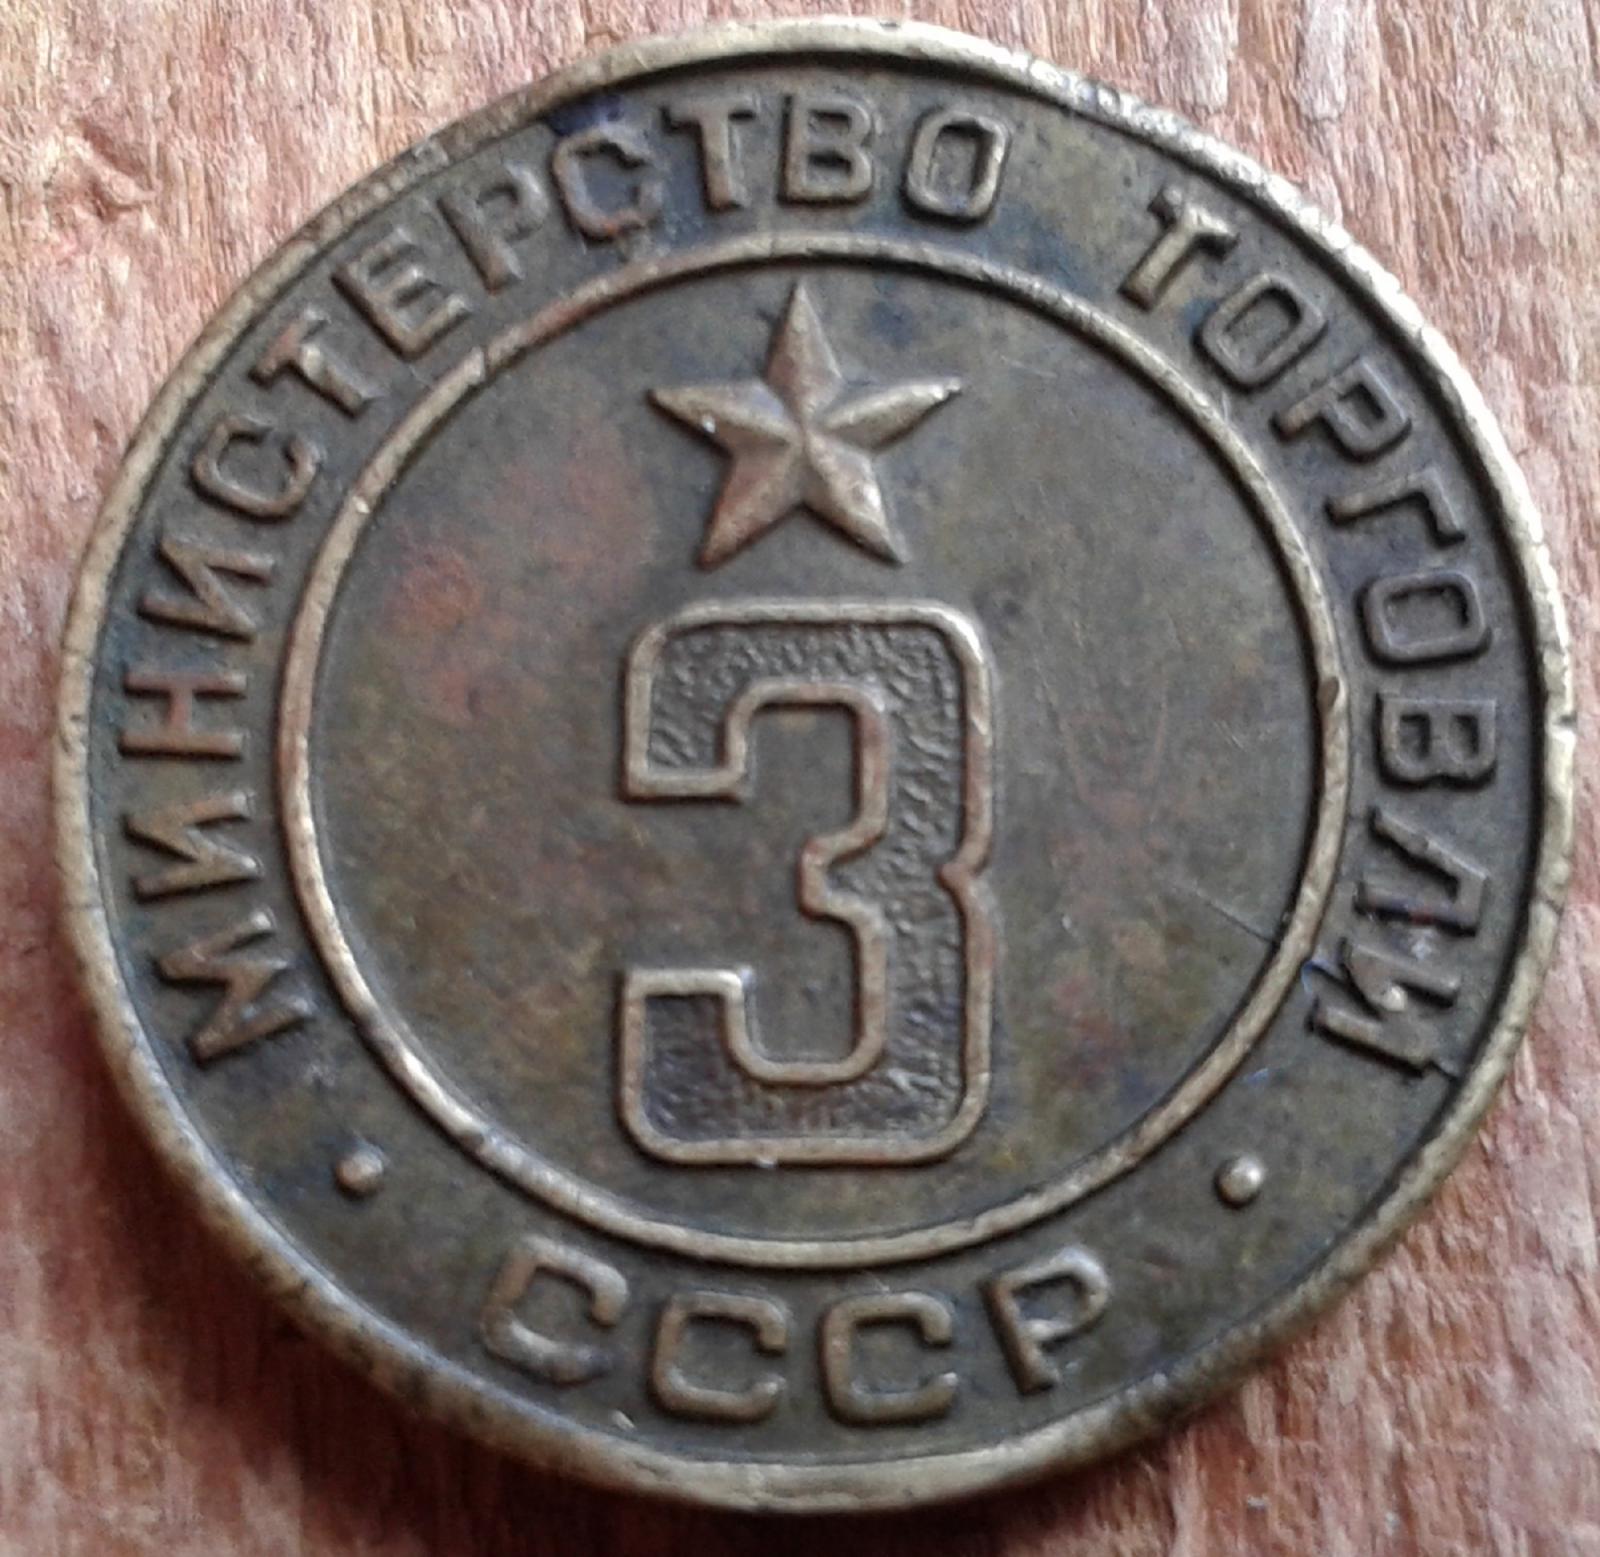 МИНИСТЕРСТВО ТОРГОВЛИ
3
· СССР ·